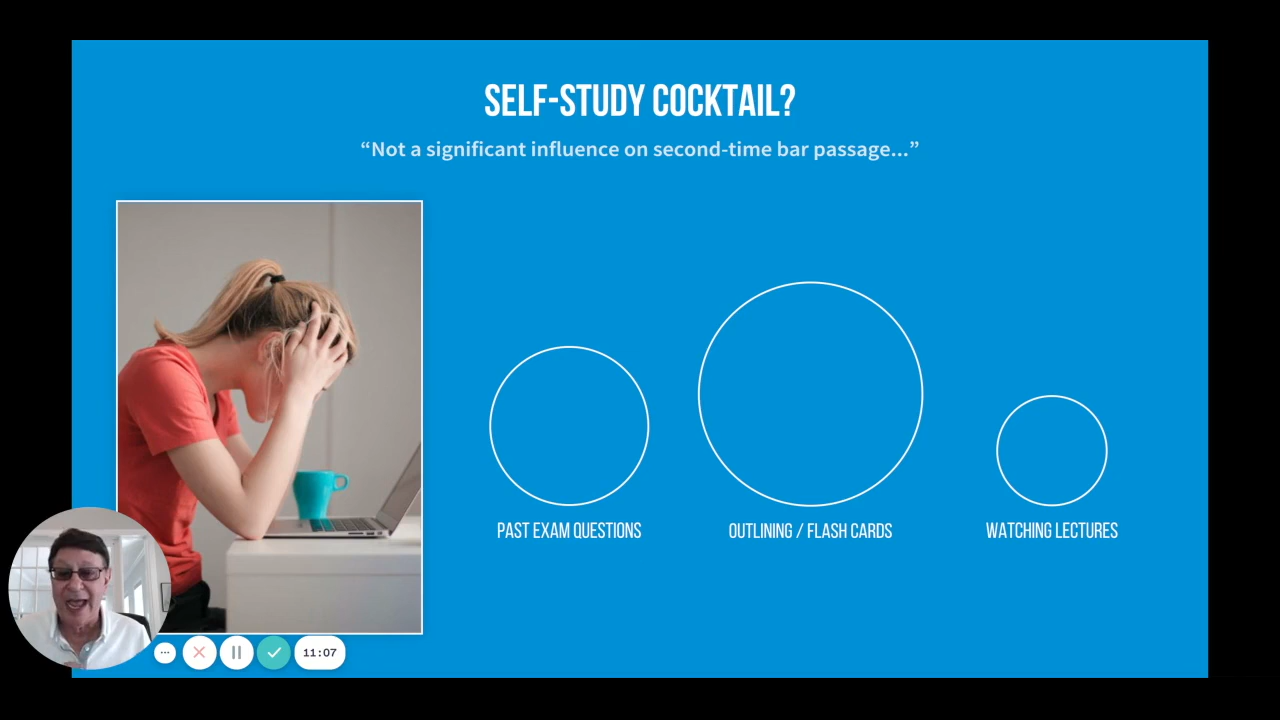 SELF-STUDY COCKTAIL?
“Not a significant influence on second-time bar passage...”
PAST EXAM QUESTIONS
OUTLINING / FLASH CARDS
WATCHING LECTURES
11:07